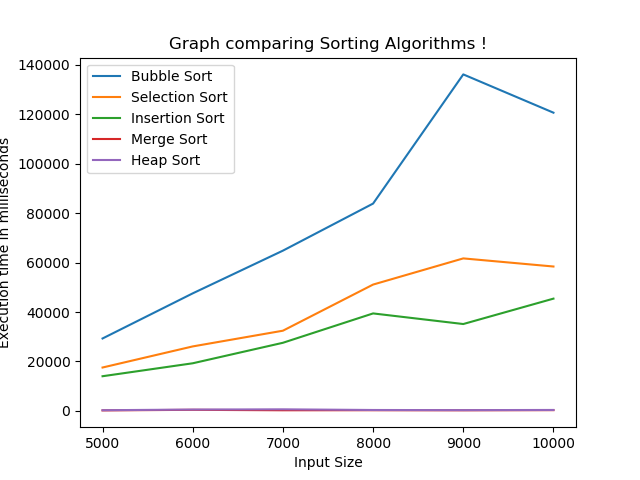 Graph comparing Sorting Algorithms !
140000
120000
100000
80000
60000
40000
20000
0
Execution time in milliseconds
Bubble Sort
Selection Sort
Insertion Sort
Merge Sort
Heap Sort
5000 6000 7000 8000 9000 10000
Input Size